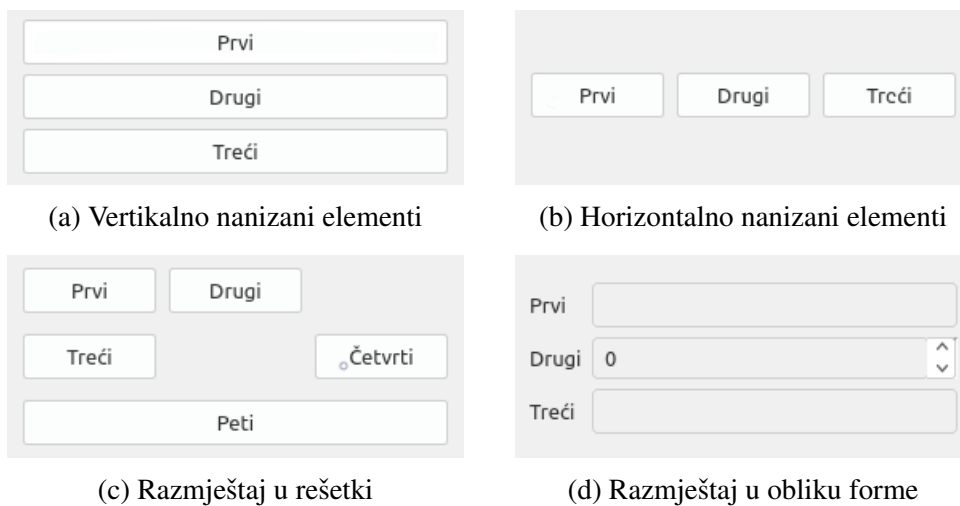 Prvi
Drugi
Treći
(a) Vertikalno nanizani elementi
Prvi Drugi Treći
(b) Horizontalno nanizani elementi
Prvi Drugi
Treći Četvrti
Peti
(c) Razmještaj u rešetki
Prvi
Drugi 0
Treći
(d) Razmještaj u obliku forme